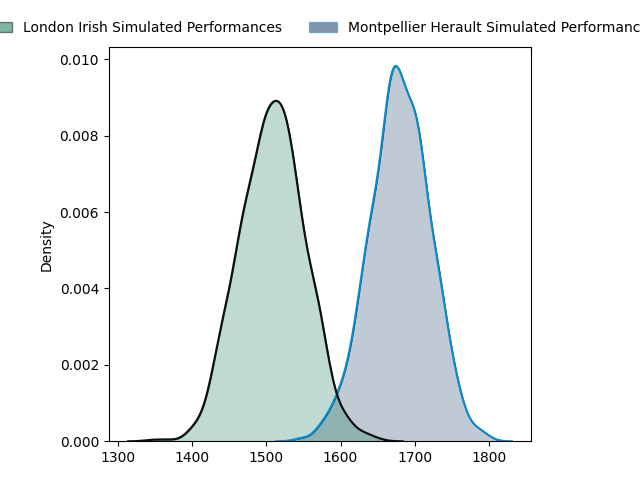 London Irish Simulated Performances
Montpellier Herault Simulated Performanc
0.010
0.008
0.006
0.004
0.002
0.000
Density
1300 1400 1500 1600 1700 1800